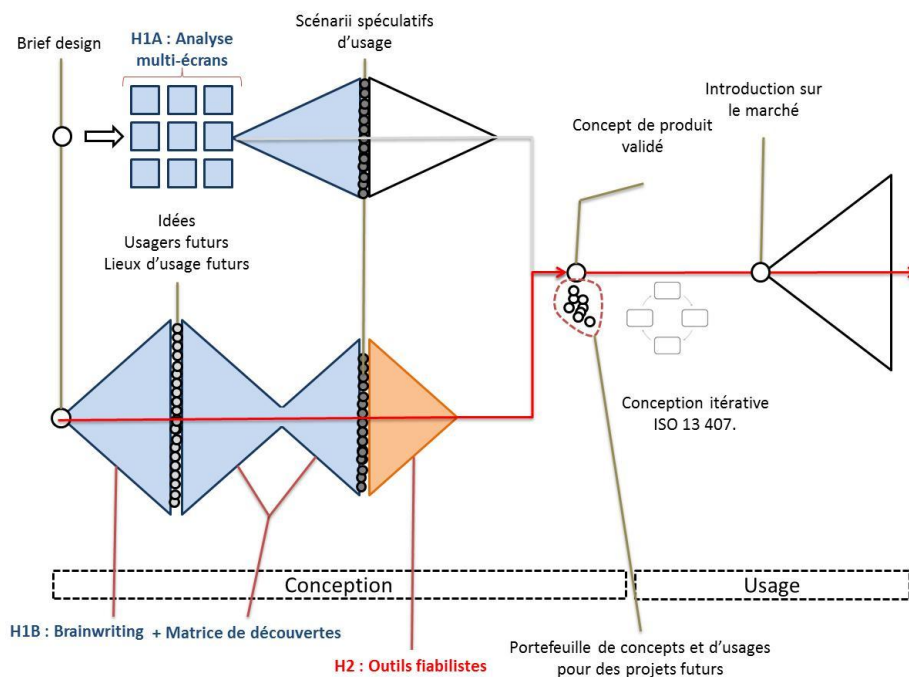 Brief design
H1A : Analyse
multi-écrans
Scénarii spéculatifs
d’usage
Introduction sur
le marché
Concept de produit
validé
Idées
Usagers futurs
Lieux d’usage futurs
Conception itérative
ISO 13 407.
Conception
Usage
H1B : Brainwriting + Matrice de découvertes
H2 : Outils fiabilistes
Portefeuille de concepts et d’usages
pour des projets futurs